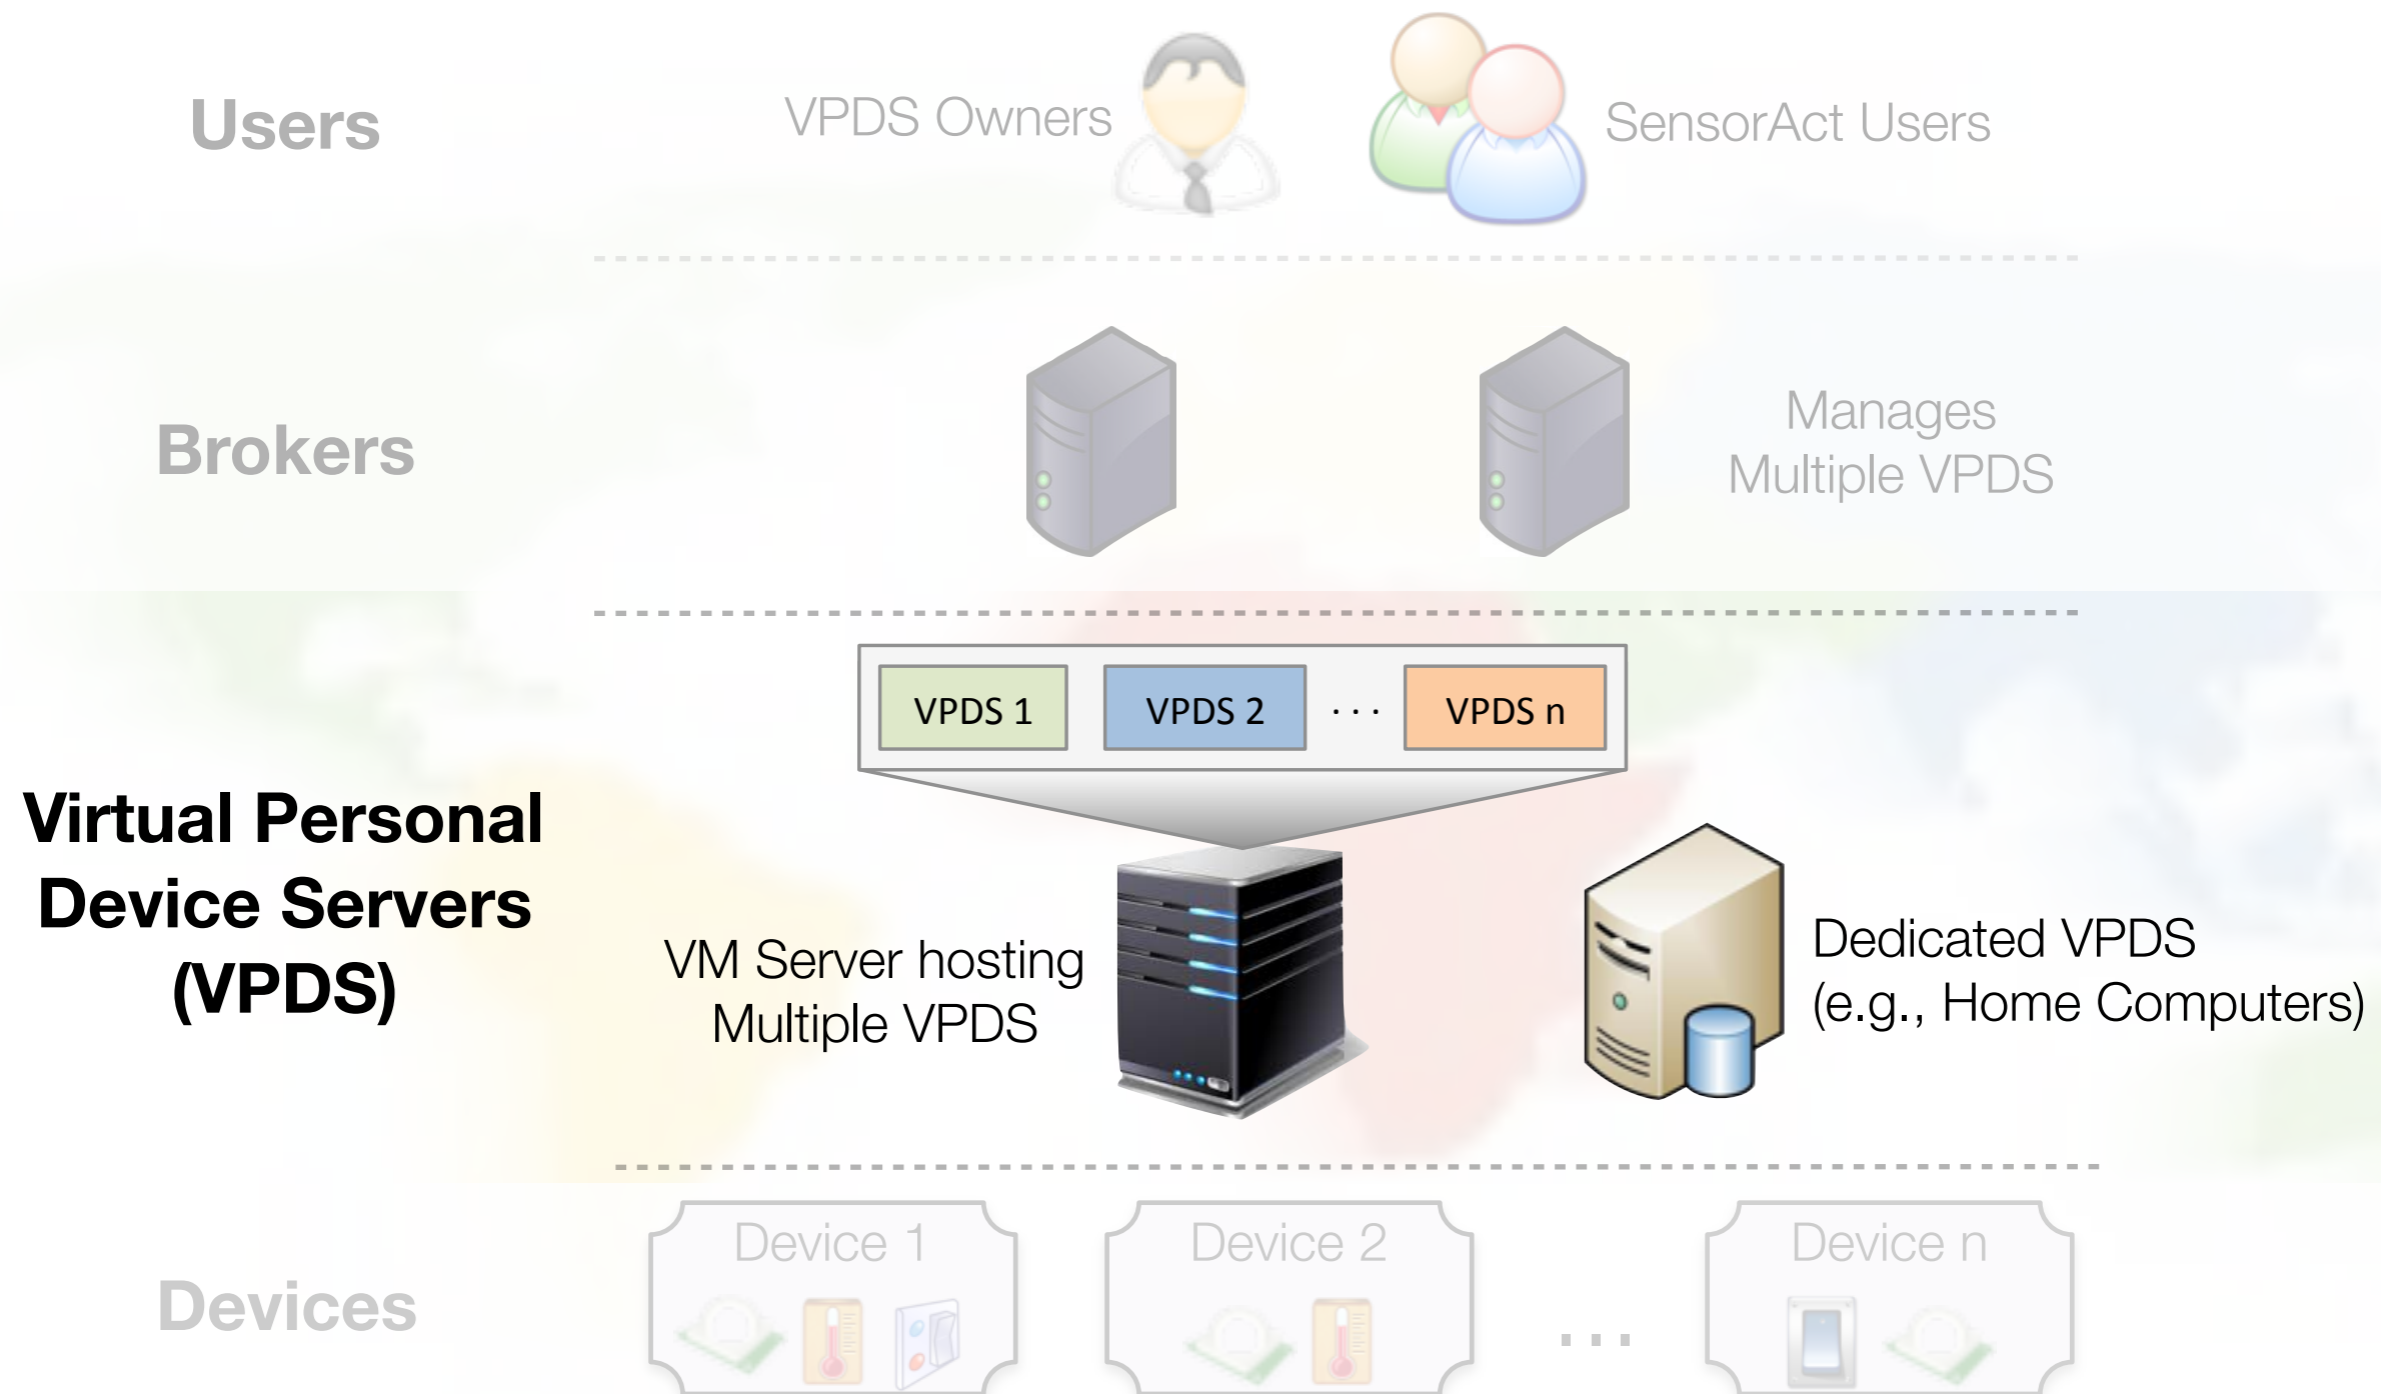 Users
VPDS Owners
SensorAct Users
Brokers
Manages
Multiple VPDS
VPDS 1
VPDS 2
...
VPDS n
Virtual Personal
Device Servers
(VPDS)
VM Server hosting
Multiple VPDS
Dedicated VPDS
(e.g., Home Computers)
Devices
Device 1
Device 2
...
Device n